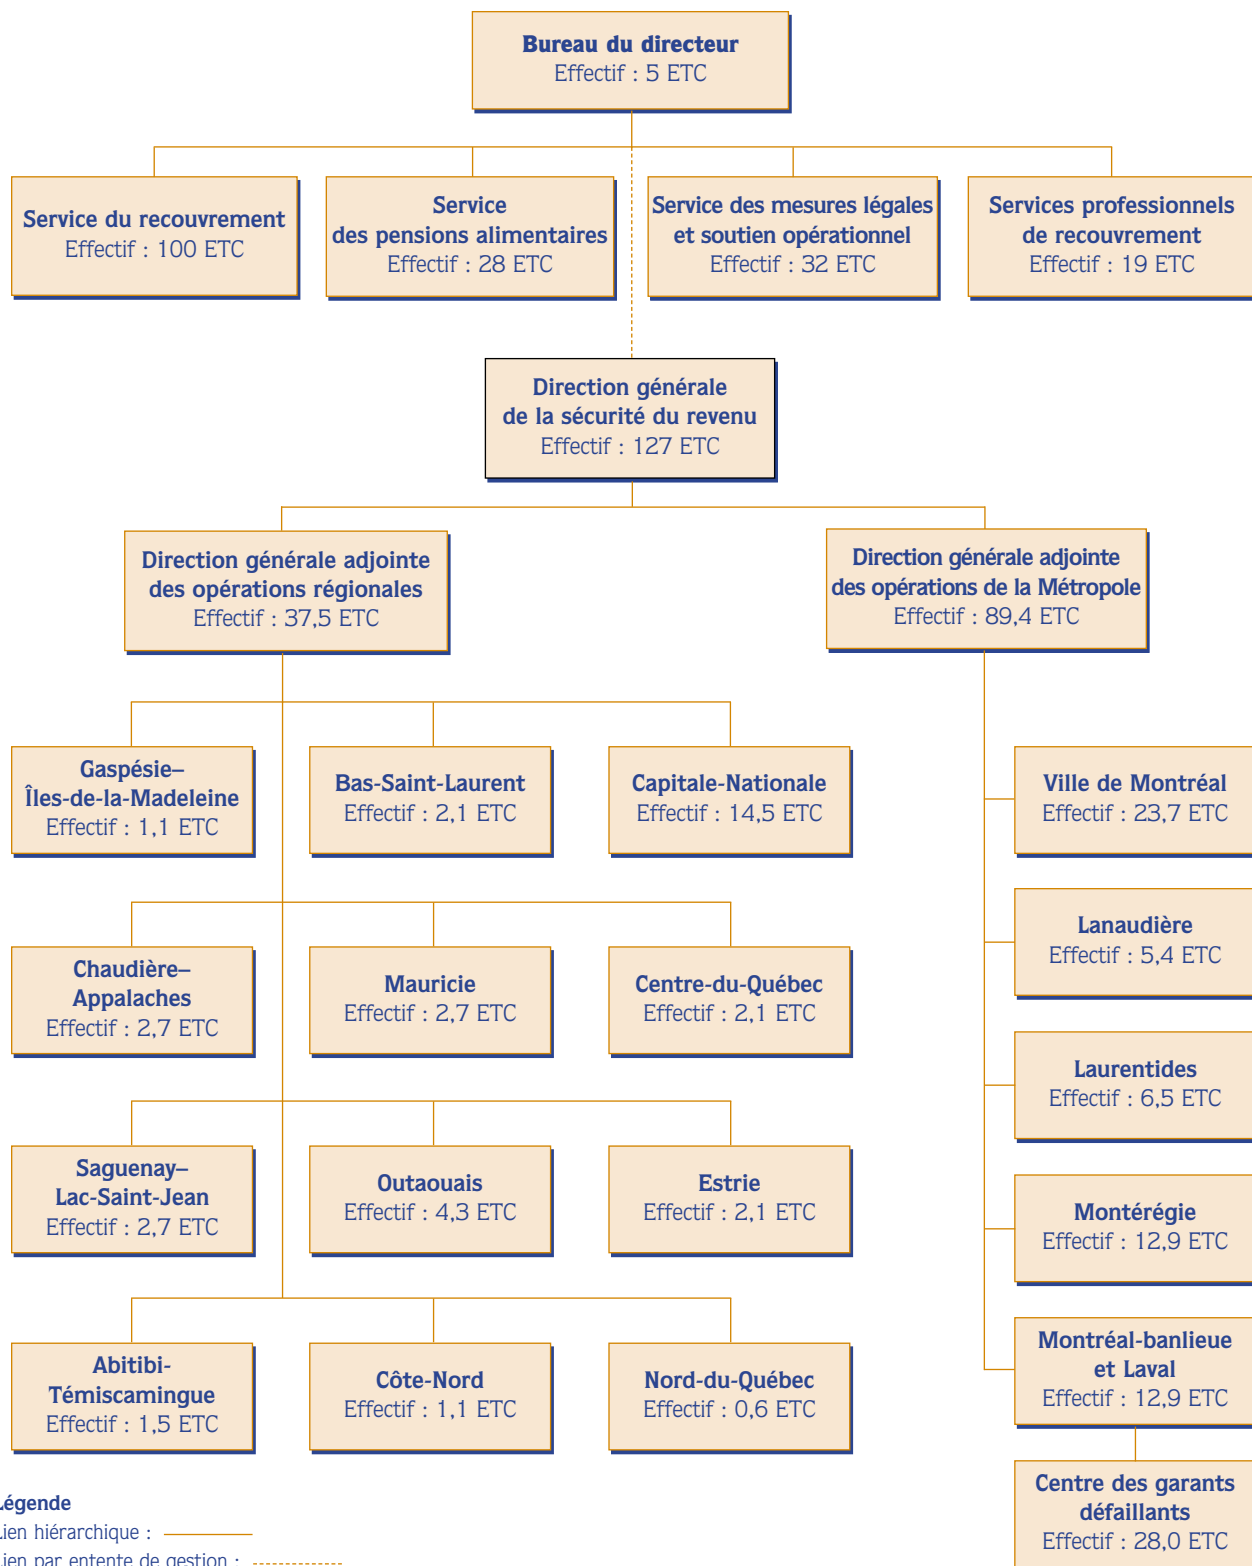 Bureau du directeur
Effectif : 5 ETC
Service du recouvrement
Effectif : 100 ETC
Service
des pensions alimentaires
Effectif : 28 ETC
Service des mesures légales
et soutien opérationnel
Effectif : 32 ETC
Services professionnels
de recouvrement
Effectif : 19 ETC
Direction générale
de la sécurité du revenu
Effectif : 127 ETC
Direction générale adjointe
des opérations régionales
Effectif : 37,5 ETC
Direction générale adjointe
des opérations de la Métropole
Effectif : 89,4 ETC
Gaspésie–
Îles-de-la-Madeleine
Effectif : 1,1 ETC
Bas-Saint-Laurent
Effectif : 2,1 ETC
Capitale-Nationale
Effectif : 14,5 ETC
Ville de Montréal
Effectif : 23,7 ETC
Chaudière–
Appalaches
Effectif : 2,7 ETC
Mauricie
Effectif : 2,7 ETC
Centre-du-Québec
Effectif : 2,1 ETC
Lanaudière
Effectif : 5,4 ETC
Laurentides
Effectif : 6,5 ETC
Saguenay–
Lac-Saint-Jean
Effectif : 2,7 ETC
Outaouais
Effectif : 4,3 ETC
Estrie
Effectif : 2,1 ETC
Montérégie
Effectif : 12,9 ETC
Abitibi-
Témiscamingue
Effectif : 1,5 ETC
Côte-Nord
Effectif : 1,1 ETC
Nord-du-Québec
Effectif : 0,6 ETC
Montréal-banlieue
et Laval
Effectif : 12,9 ETC
Centre des garants
défaillants
Effectif : 28,0 ETC
Légende
Lien hiérarchique :
Lien par entente de gestion :